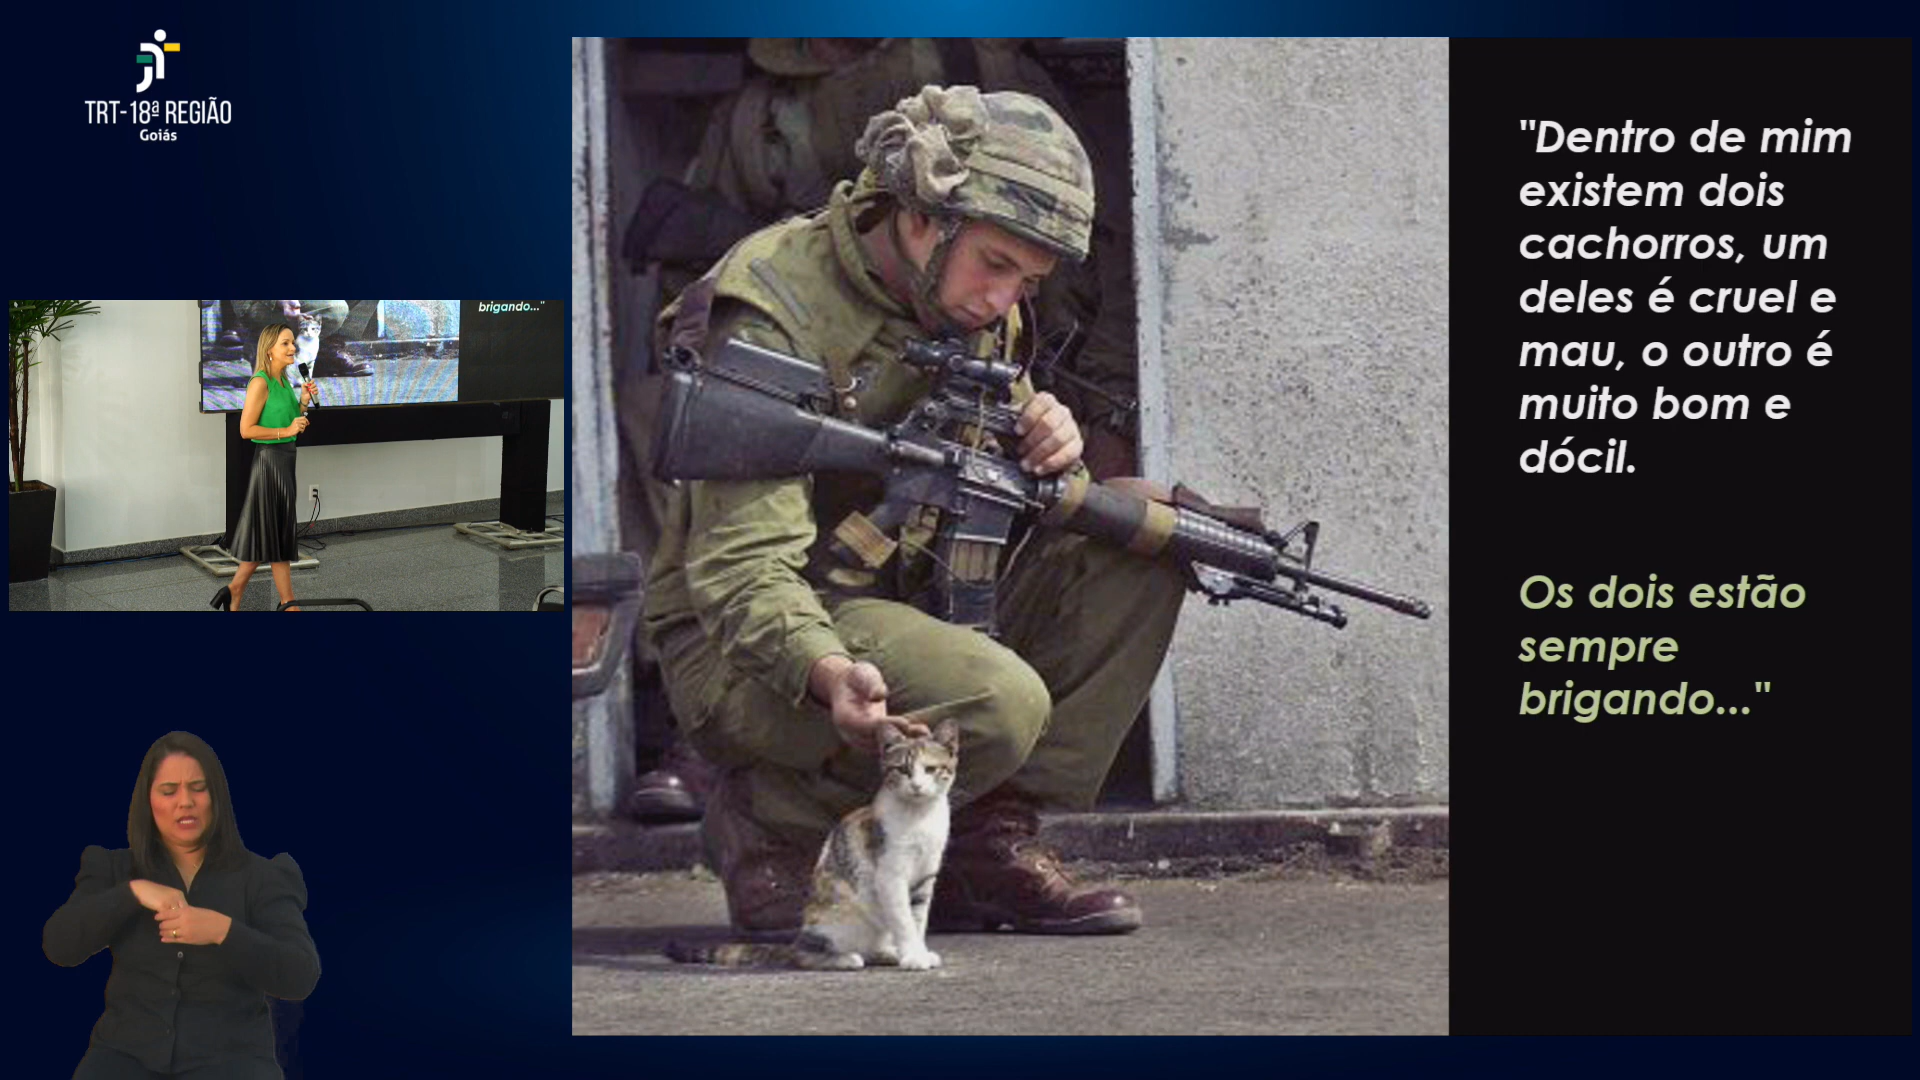 TRT-18ª REGIÃO
Goiás
brigando..."
"Dentro de mim
existem dois
cachorros, um
deles é cruel e
mau, o outro é
muito bom e
dócil.
Os dois estão
sempre
brigando..."